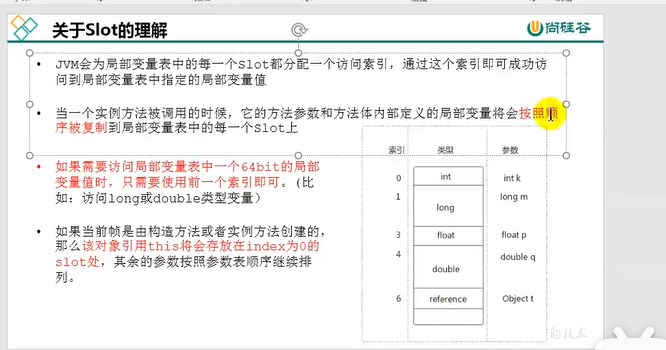 关于Slot的理解
尚硅谷
• JVM会为局部变量表中的每一个Slot都分配一个访问索引，通过这个索引即可成功访
问到局部变量表中指定的局部变量值
• 当一个实例方法被调用的时候，它的方法参数和方法体内部定义的局部变量将会按照顺
序被复制到局部变量表中的每一个Slot上
• 如果需要访问局部变量表中一个64bit的局部
变量值时，只需要使用前一个索引即可。(比
如：访问long或double类型变量）
• 如果当前帧是由构造方法或者实例方法创建的，
那么该对象引用this将会存放在index为0的
slot处，其余的参数按照参数表顺序继续排
列。
索引 类型 参数
0 int int k
1 long long m
3 float float p
4 double double q
6 reference Object t